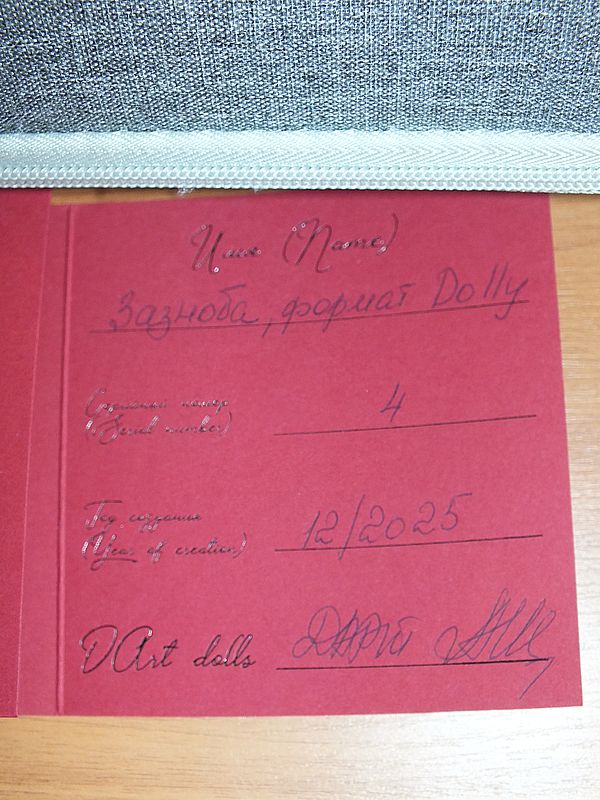 Имя (Name)
Зазноба, формат Dolly
Серийный номер
(Serial number)
4
Год создания
(Year of creation)
12/2025
DArt dolls